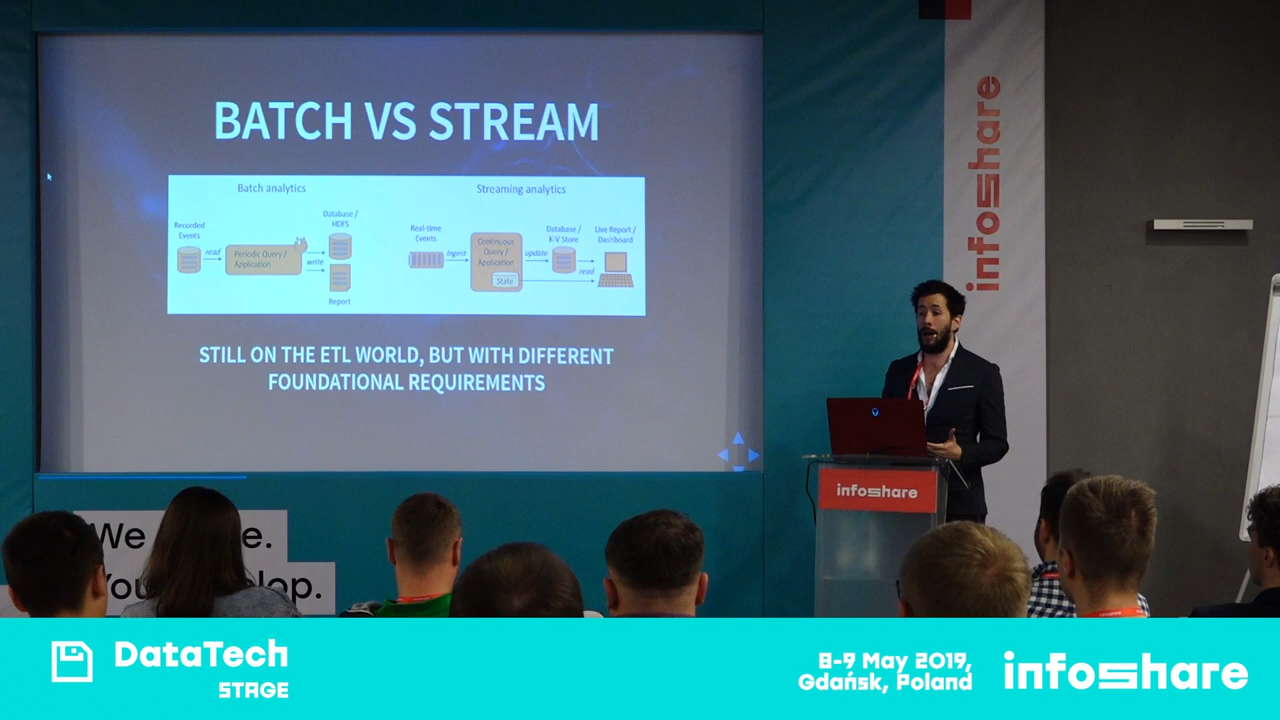 BATCH VS STREAM
Batch analytics
Streaming analytics
Recorded
Events
read
Periodic Query /
Application
write
Database /
HDFS
Report
Real-time
Events
ingest
Continuous
Query /
Application
State
update
Database /
K-V Store
read
Live Report /
Dashboard
STILL ON THE ETL WORLD, BUT WITH DIFFERENT
FOUNDATIONAL REQUIREMENTS
infoshare
infoshare
We
e.
You
op.
DataTech
STAGE
8-9 May 2019,
Gdańsk, Poland
infoshare